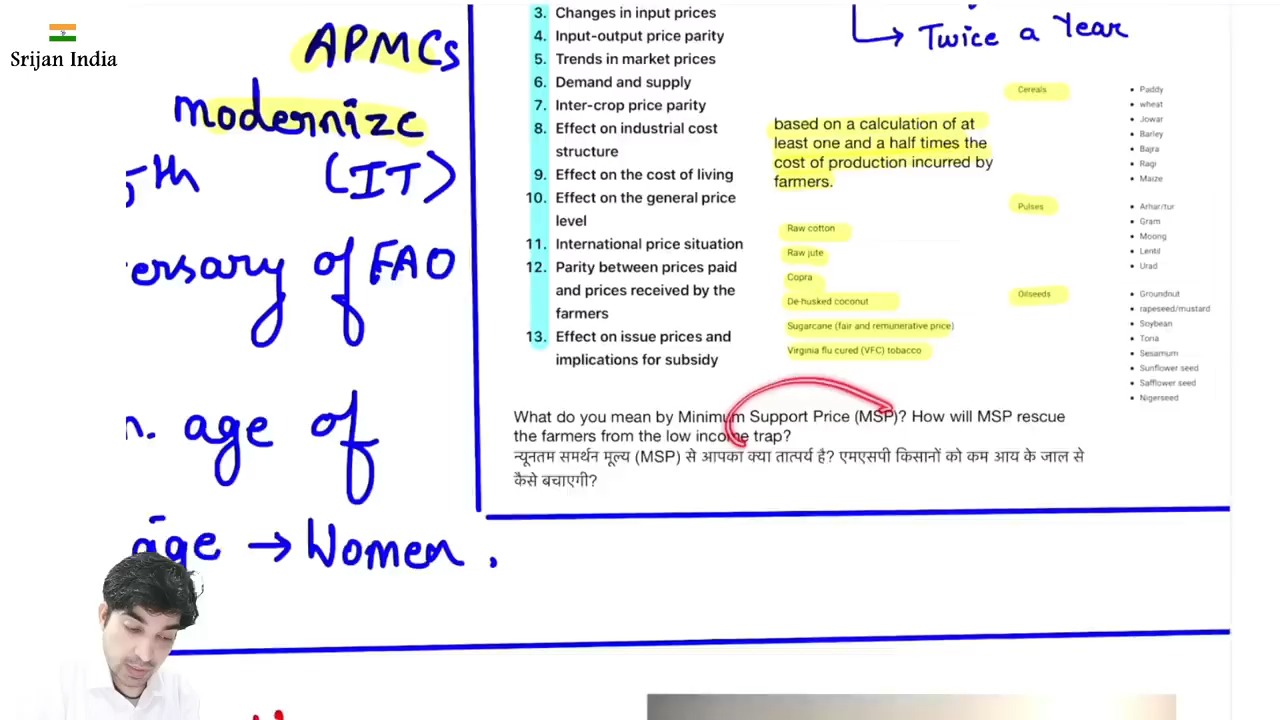 Srijan India
APMCs
modernize
5th (IT)
ersary of FAO
n. age of
age → Women.
3. Changes in input prices
4. Input-output price parity
5. Trends in market prices
6. Demand and supply
7. Inter-crop price parity
8. Effect on industrial cost
structure
9. Effect on the cost of living
10. Effect on the general price
level
11. International price situation
12. Parity between prices paid
and prices received by the
farmers
13. Effect on issue prices and
implications for subsidy
Twice a Year
based on a calculation of at
least one and a half times the
cost of production incurred by
farmers.
Raw cotton
Raw jute
Copra
De-husked coconut
Sugarcane (fair and remunerative price)
Virginia flu cured (VFC) tobacco
Cereals
• Paddy
• wheat
• Jowar
• Barley
• Bajra
• Ragi
• Maize
Pulses
• Arhar/tur
• Gram
• Moong
• Lentil
• Urad
Oilseeds
• Groundnut
• rapeseed/mustard
• Soybean
• Toria
• Sesamum
• Sunflower seed
• Safflower seed
• Nigerseed
What do you mean by Minimum Support Price (MSP)? How will MSP rescue
the farmers from the low income trap?
न्यूनतम समर्थन मूल्य (MSP) से आपका क्या तात्पर्य है? एमएसपी किसानों को कम आय के जाल से
कैसे बचाएगी?